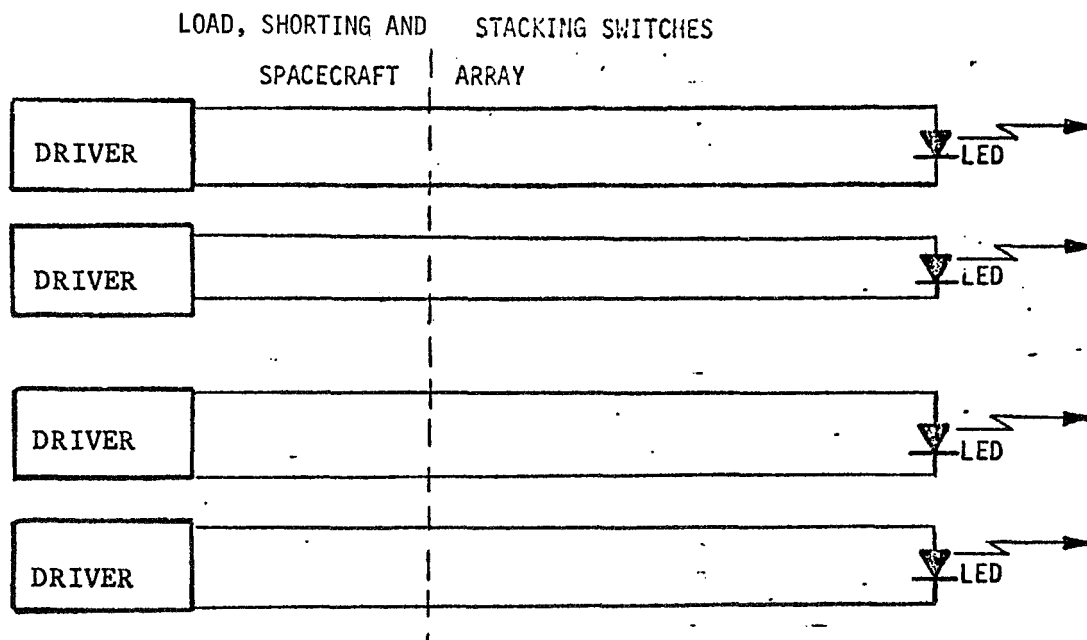 LOAD, SHORTING AND STACKING SWITCHES
SPACECRAFT ARRAY
DRIVER LED
DRIVER LED
DRIVER LED
DRIVER LED